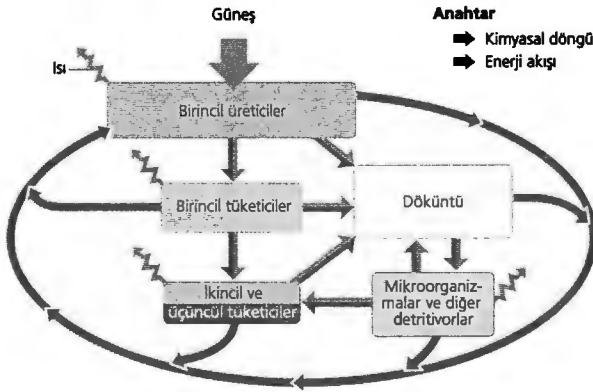 Güneş
Anahtar
Kimyasal döngü
Enerji akışı
Isı
Birincil üreticiler
Birincil tüketiciler
Döküntü
İkincil ve
üçüncül tüketiciler
Mikroorganiz-
malar ve diğer
detritivorlar